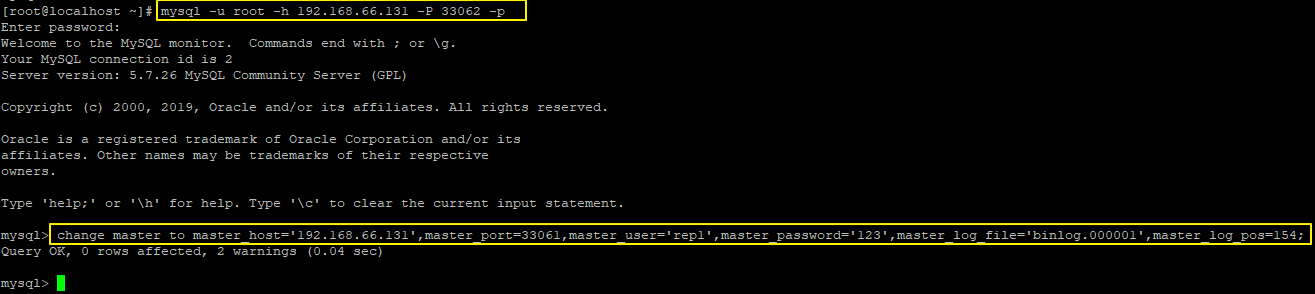 [root@localhost ~]# mysql -u root -h 192.168.66.131 -P 33062 -p
Enter password:
Welcome to the MySQL monitor.  Commands end with ; or \g.
Your MySQL connection id is 2
Server version: 5.7.26 MySQL Community Server (GPL)
Copyright (c) 2000, 2019, Oracle and/or its affiliates. All rights reserved.
Oracle is a registered trademark of Oracle Corporation and/or its
affiliates. Other names may be trademarks of their respective
owners.
Type 'help;' or '\h' for help. Type '\c' to clear the current input statement.
mysql> change master to master_host='192.168.66.131',master_port=33061,master_user='repl',master_password='123',master_log_file='binlog.000001',master_log_pos=154;
Query OK, 0 rows affected, 2 warnings (0.04 sec)
mysql>